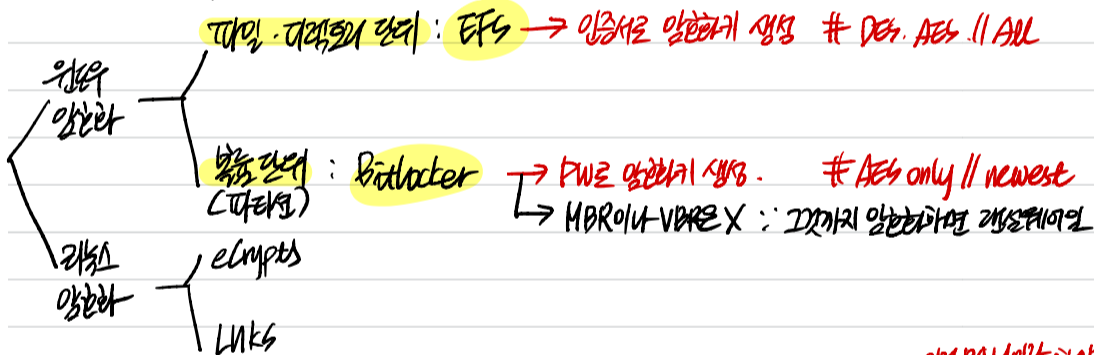 파일·디렉토리 단위 : EFS → 인증서로 암호화키 생성 # DES. AES. // All
윈도우
암호화
볼륨 단위 : Bitlocker → PW로 암호화키 생성. # AES only // newest
(파티션)
↳ MBR이나 VBR은 X ∵ 그것까지 암호화하면 랜섬웨어임
리눅스
암호화
eCrypts
LUKS